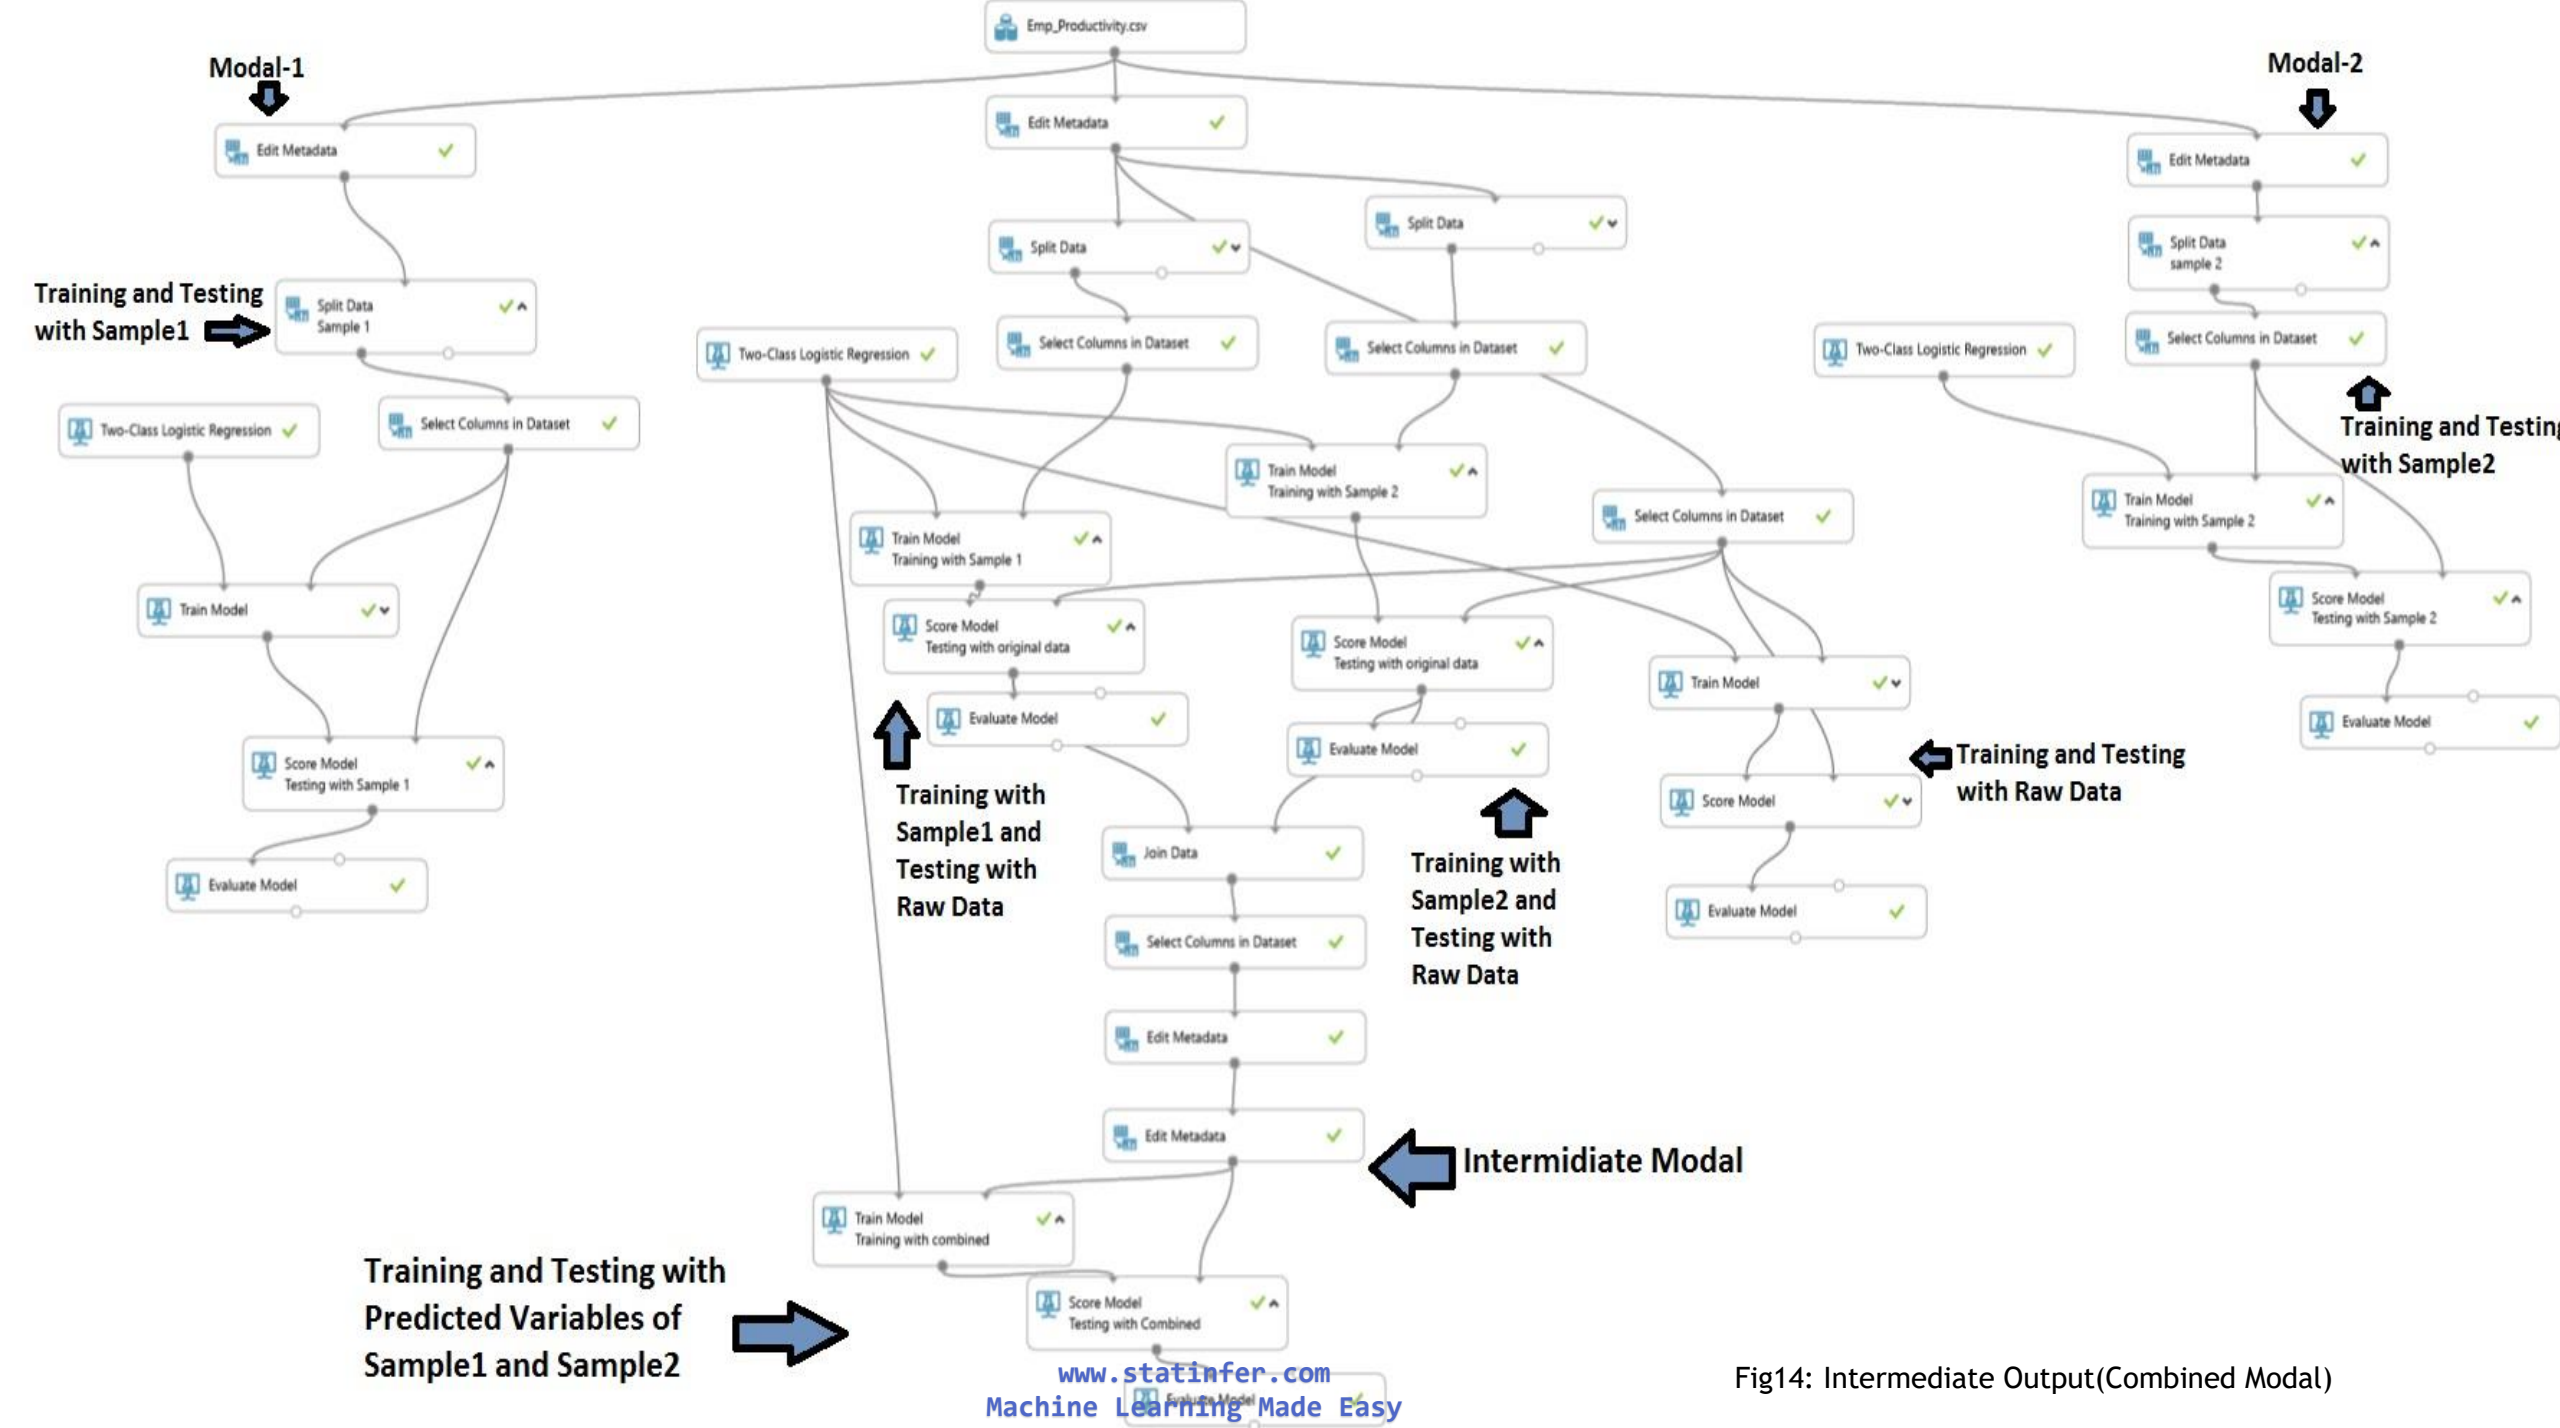 Emp_Productivity.csv
Modal-1
Modal-2
Edit Metadata
Edit Metadata
Edit Metadata
Split Data
Split Data
Split Data
sample 2
Training and Testing
with Sample1
Split Data
Sample 1
Two-Class Logistic Regression
Select Columns in Dataset
Select Columns in Dataset
Two-Class Logistic Regression
Select Columns in Dataset
Two-Class Logistic Regression
Select Columns in Dataset
Training and Testing
with Sample2
Train Model
Training with Sample 2
Select Columns in Dataset
Train Model
Training with Sample 2
Train Model
Training with Sample 1
Train Model
Score Model
Testing with original data
Score Model
Testing with original data
Score Model
Testing with Sample 2
Train Model
Evaluate Model
Evaluate Model
Evaluate Model
Score Model
Testing with Sample 1
Training and Testing
with Raw Data
Score Model
Training with
Sample1 and
Testing with
Raw Data
Join Data
Training with
Sample2 and
Testing with
Raw Data
Evaluate Model
Evaluate Model
Select Columns in Dataset
Edit Metadata
Edit Metadata
Intermidiate Modal
Train Model
Training with combined
Training and Testing with
Predicted Variables of
Sample1 and Sample2
Score Model
Testing with Combined
Evaluate Model
www.statinfer.com
Machine Learning Made Easy
Fig14: Intermediate Output(Combined Modal)